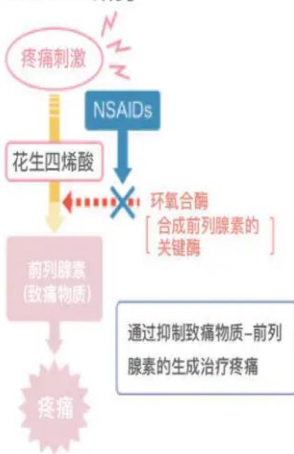 疼痛刺激
NSAIDs
花生四烯酸
环氧合酶
合成前列腺素的
关键酶
前列腺素
(致痛物质)
通过抑制致痛物质-前列
腺素的生成治疗疼痛
疼痛